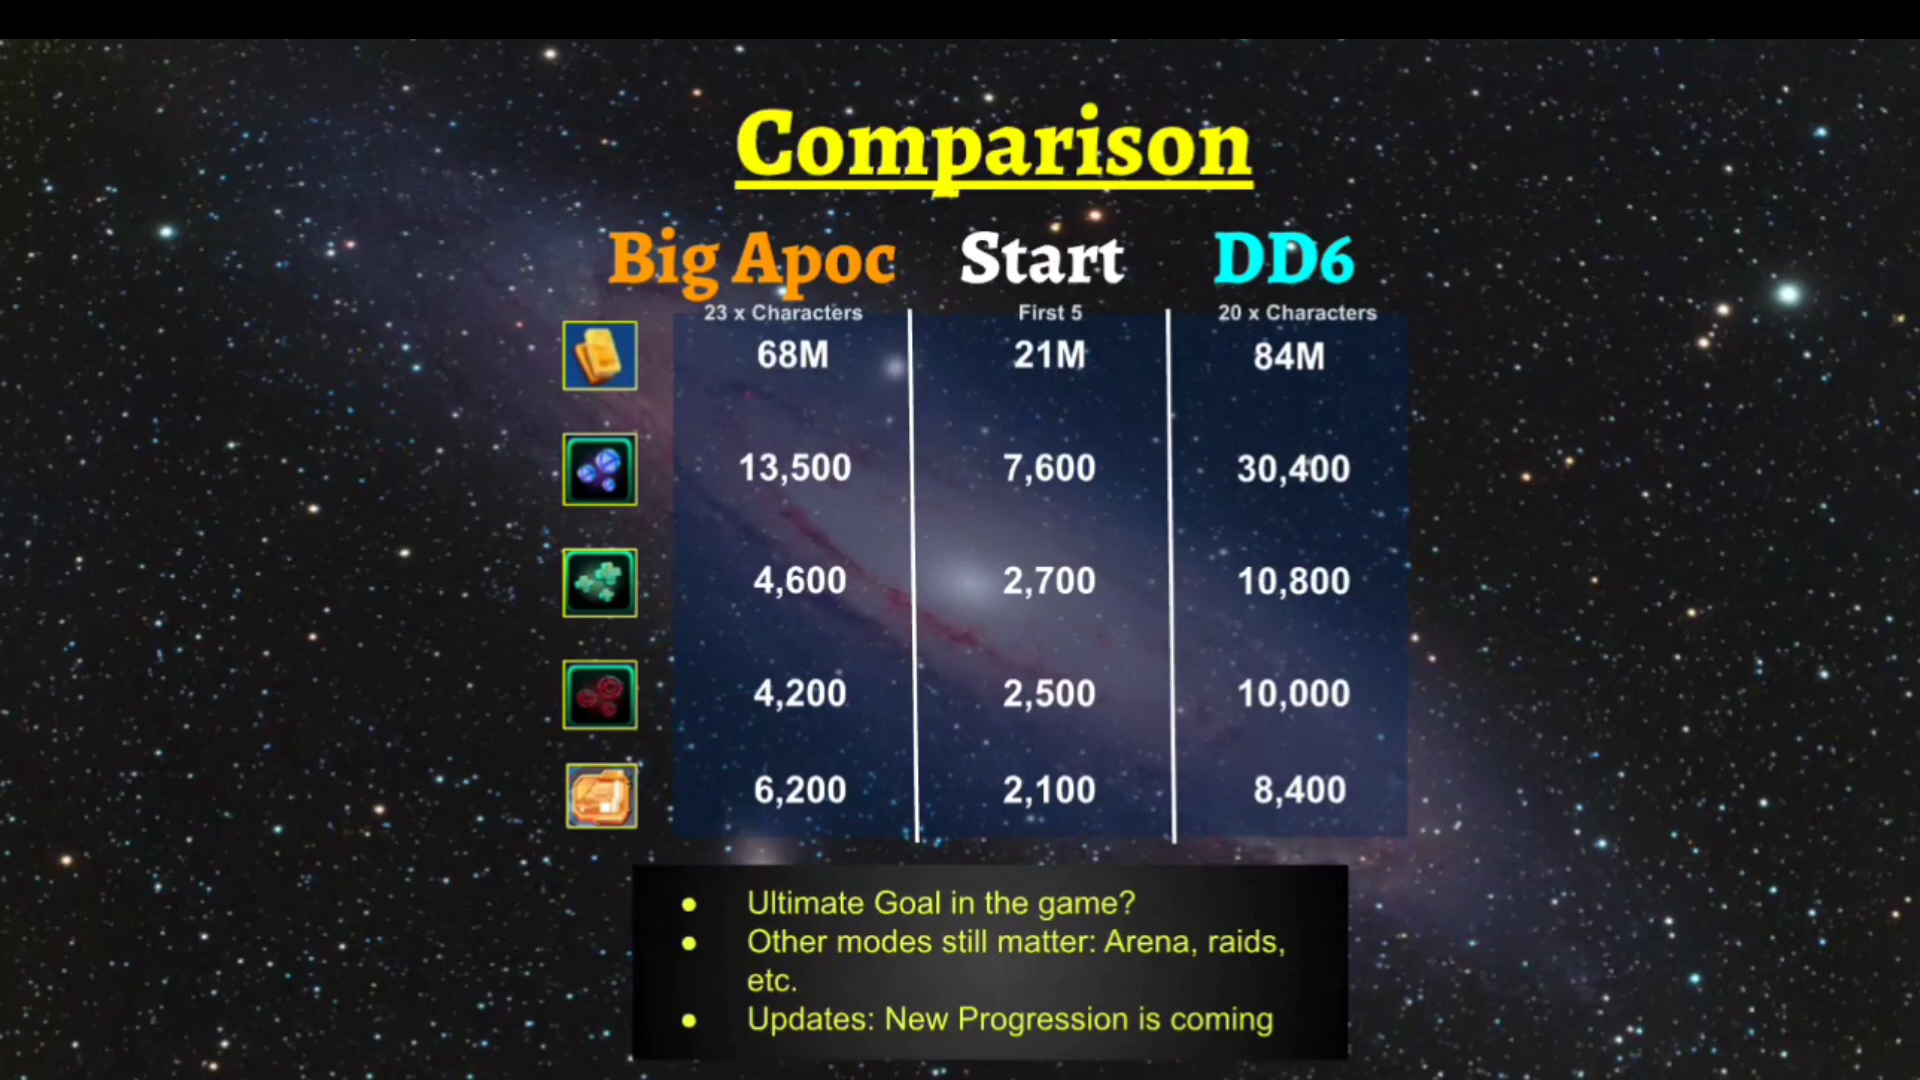 Comparison
Big Apoc Start DD6
23 x Characters First 5 20 x Characters
68M 21M 84M
13,500 7,600 30,400
4,600 2,700 10,800
4,200 2,500 10,000
6,200 2,100 8,400
● Ultimate Goal in the game?
● Other modes still matter: Arena, raids,
etc.
● Updates: New Progression is coming